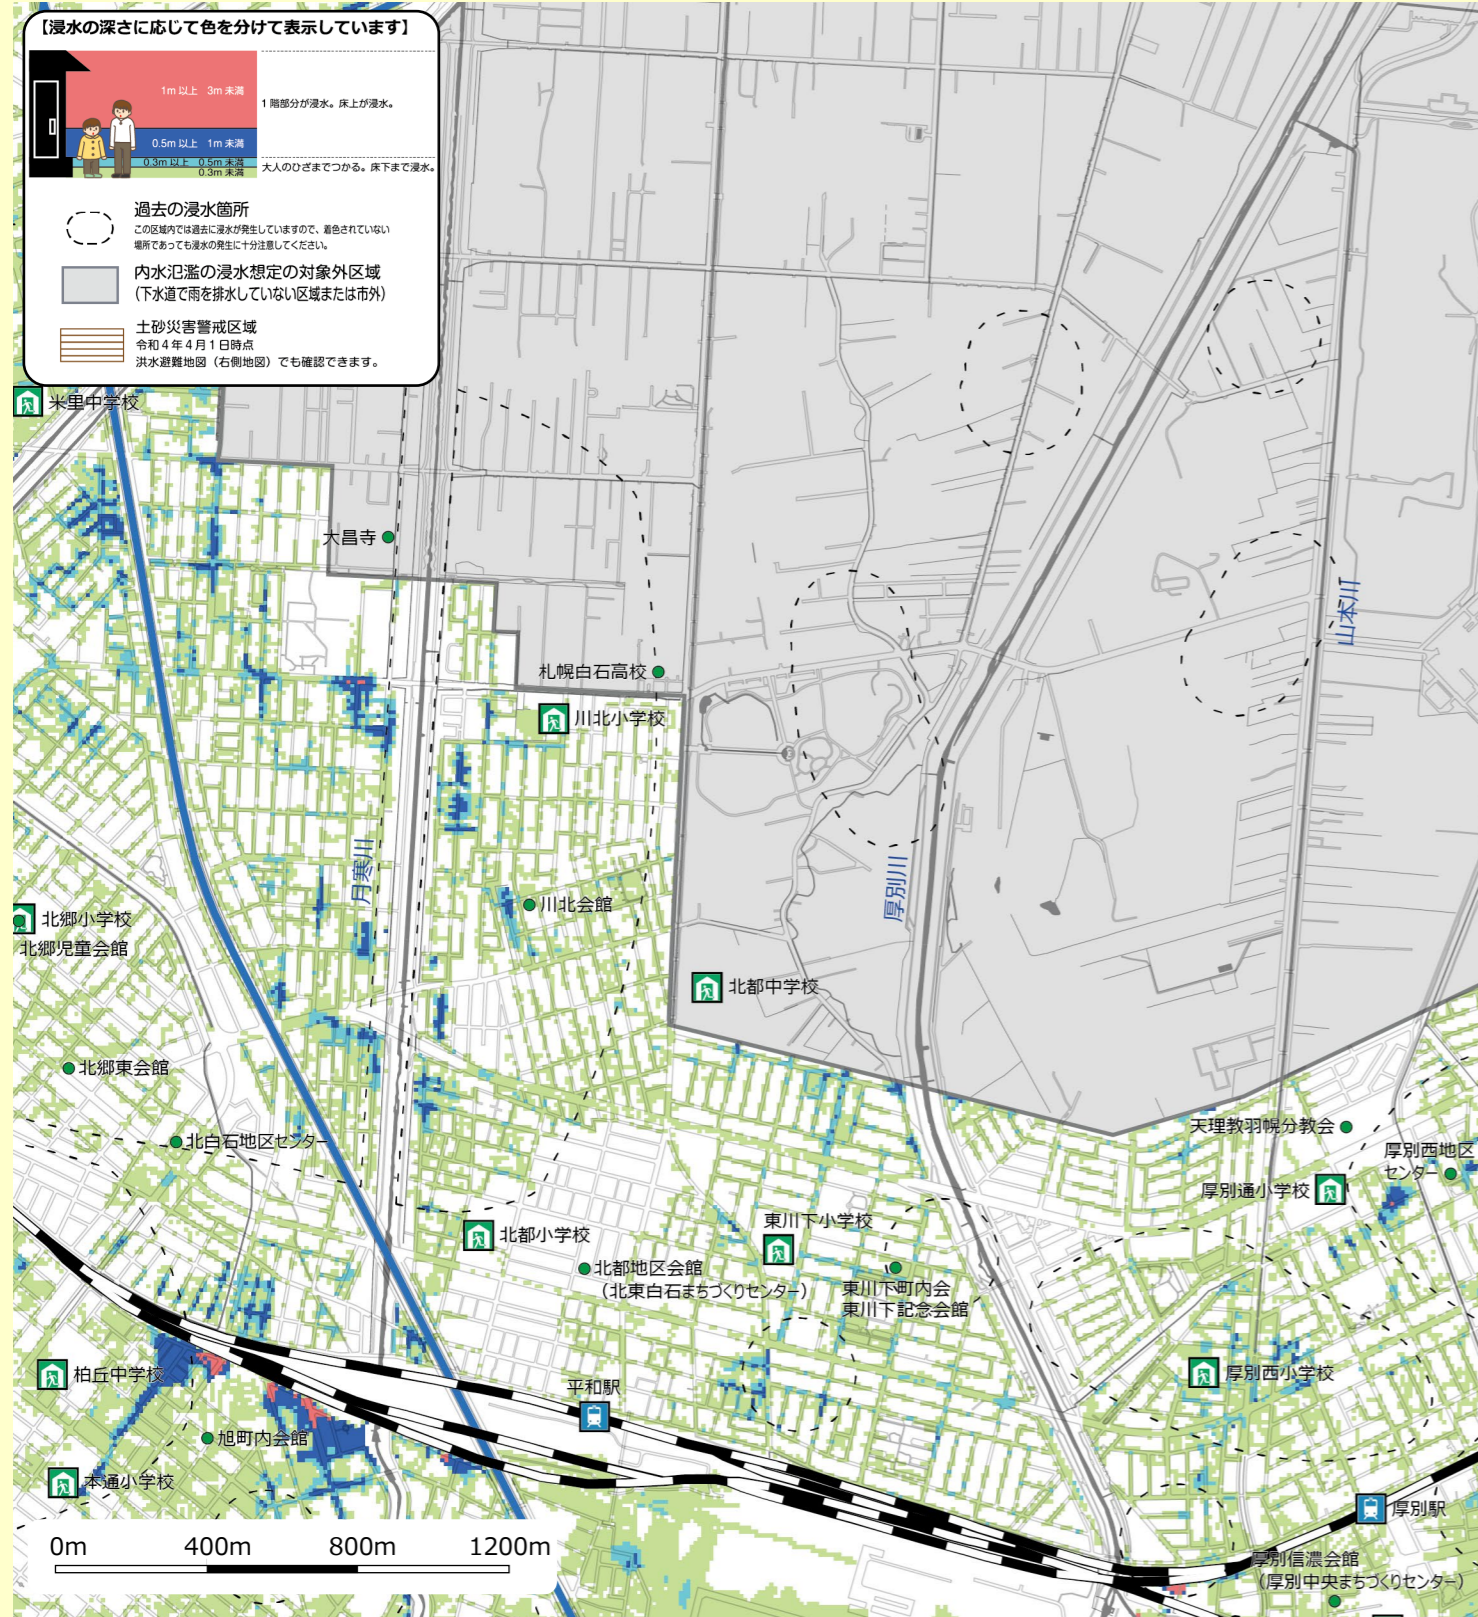 【浸水の深さに応じて色を分けて表示しています】
1m 以上　3m 未満
1 階部分が浸水。床上が浸水。
0.5m 以上　1m 未満
0.3m 以上　0.5m 未満
0.3m 未満
大人のひざまでつかる。床下まで浸水。
過去の浸水箇所
この区域内では過去に浸水が発生していますので、着色されていない
場所であっても浸水の発生に十分注意してください。
内水氾濫の浸水想定の対象外区域
(下水道で雨を排水していない区域または市外)
土砂災害警戒区域
令和４年４月１日時点
洪水避難地図（右側地図）でも確認できます。
米里中学校
大昌寺
山本川
札幌白石高校
川北小学校
月寒川
厚別川
川北会館
北郷小学校
北郷児童会館
北都中学校
北郷東会館
天理教羽幌分教会
北白石地区センター
厚別西地区
センター
厚別通小学校
東川下小学校
北都小学校
北都地区会館
（北東白石まちづくりセンター）
東川下町内会
東川下記念会館
柏丘中学校
平和駅
厚別西小学校
旭町内会館
本通小学校
厚別駅
0m
400m
800m
1200m
厚別信濃会館
（厚別中央まちづくりセンター）